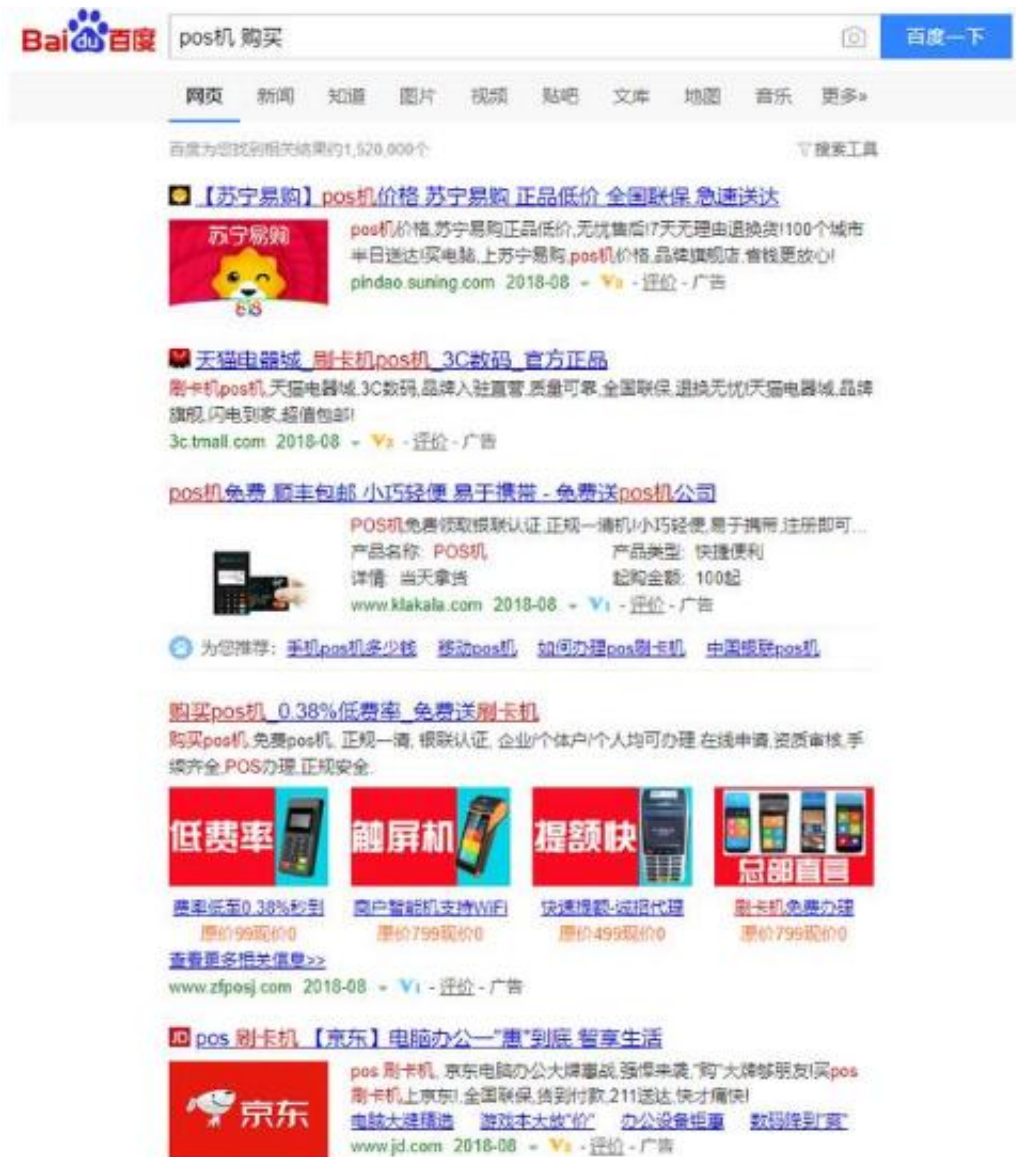 Bai du 百度
pos机 购买
百度一下
网页 新闻 知道 图片 视频 贴吧 文库 地图 音乐 更多»
百度为您找到相关结果约1,520,000个
搜索工具
【苏宁易购】pos机价格 苏宁易购 正品低价 全国联保 急速送达
苏宁易购
pos机价格,苏宁易购正品低价,无忧售后!7天无理由退换货!100个城市
半日送达!买电脑,上苏宁易购,pos机价格,品牌旗舰店,省钱更放心!
pindao.suning.com 2018-08 - V3 - 评价 - 广告
天猫电器城_刷卡机pos机_3C数码_官方正品
刷卡机pos机,天猫电器城,3C数码,品牌入驻直营,质量可靠,全国联保,退换无忧!天猫电器城,品牌
旗舰,闪电到家,超值包邮!
3c.tmall.com 2018-08 - V3 - 评价 - 广告
pos机免费 顺丰包邮 小巧轻便 易于携带 - 免费送pos机公司
POS机免费领取银联认证,正规一清机!小巧轻便,易于携带,注册即可...
产品名称: POS机 产品类型: 快捷便利
详情: 当天拿货 起购金额: 100起
www.klakala.com 2018-08 - V1 - 评价 - 广告
为您推荐: 手机pos机多少钱 移动pos机 如何办理pos刷卡机 中国银联pos机
购买pos机_0.38%低费率_免费送刷卡机
购买pos机,免费pos机, 正规一清, 银联认证, 企业/个体户/个人均可办理,在线申请,资质审核,手
续齐全,POS办理,正规安全.
低费率 触屏机 提额快 总部直营
费率低至0.38%秒到 商户智能机支持WiFi 快速提额-诚招代理 刷卡机免费办理
原价99现价0 原价799现价0 原价499现价0 原价799现价0
查看更多相关信息>>
www.zfposj.com 2018-08 - V1 - 评价 - 广告
JD pos 刷卡机 【京东】电脑办公一"惠"到底 智享生活
京东
pos 刷卡机, 京东电脑办公大牌惠战,强悍来袭,"购"大牌够朋友!买pos
刷卡机上京东!,全国联保,货到付款,211送达,快才痛快!
电脑大牌精选 游戏本大放"价" 办公设备钜惠 数码降到"爽"
www.jd.com 2018-08 - V3 - 评价 - 广告